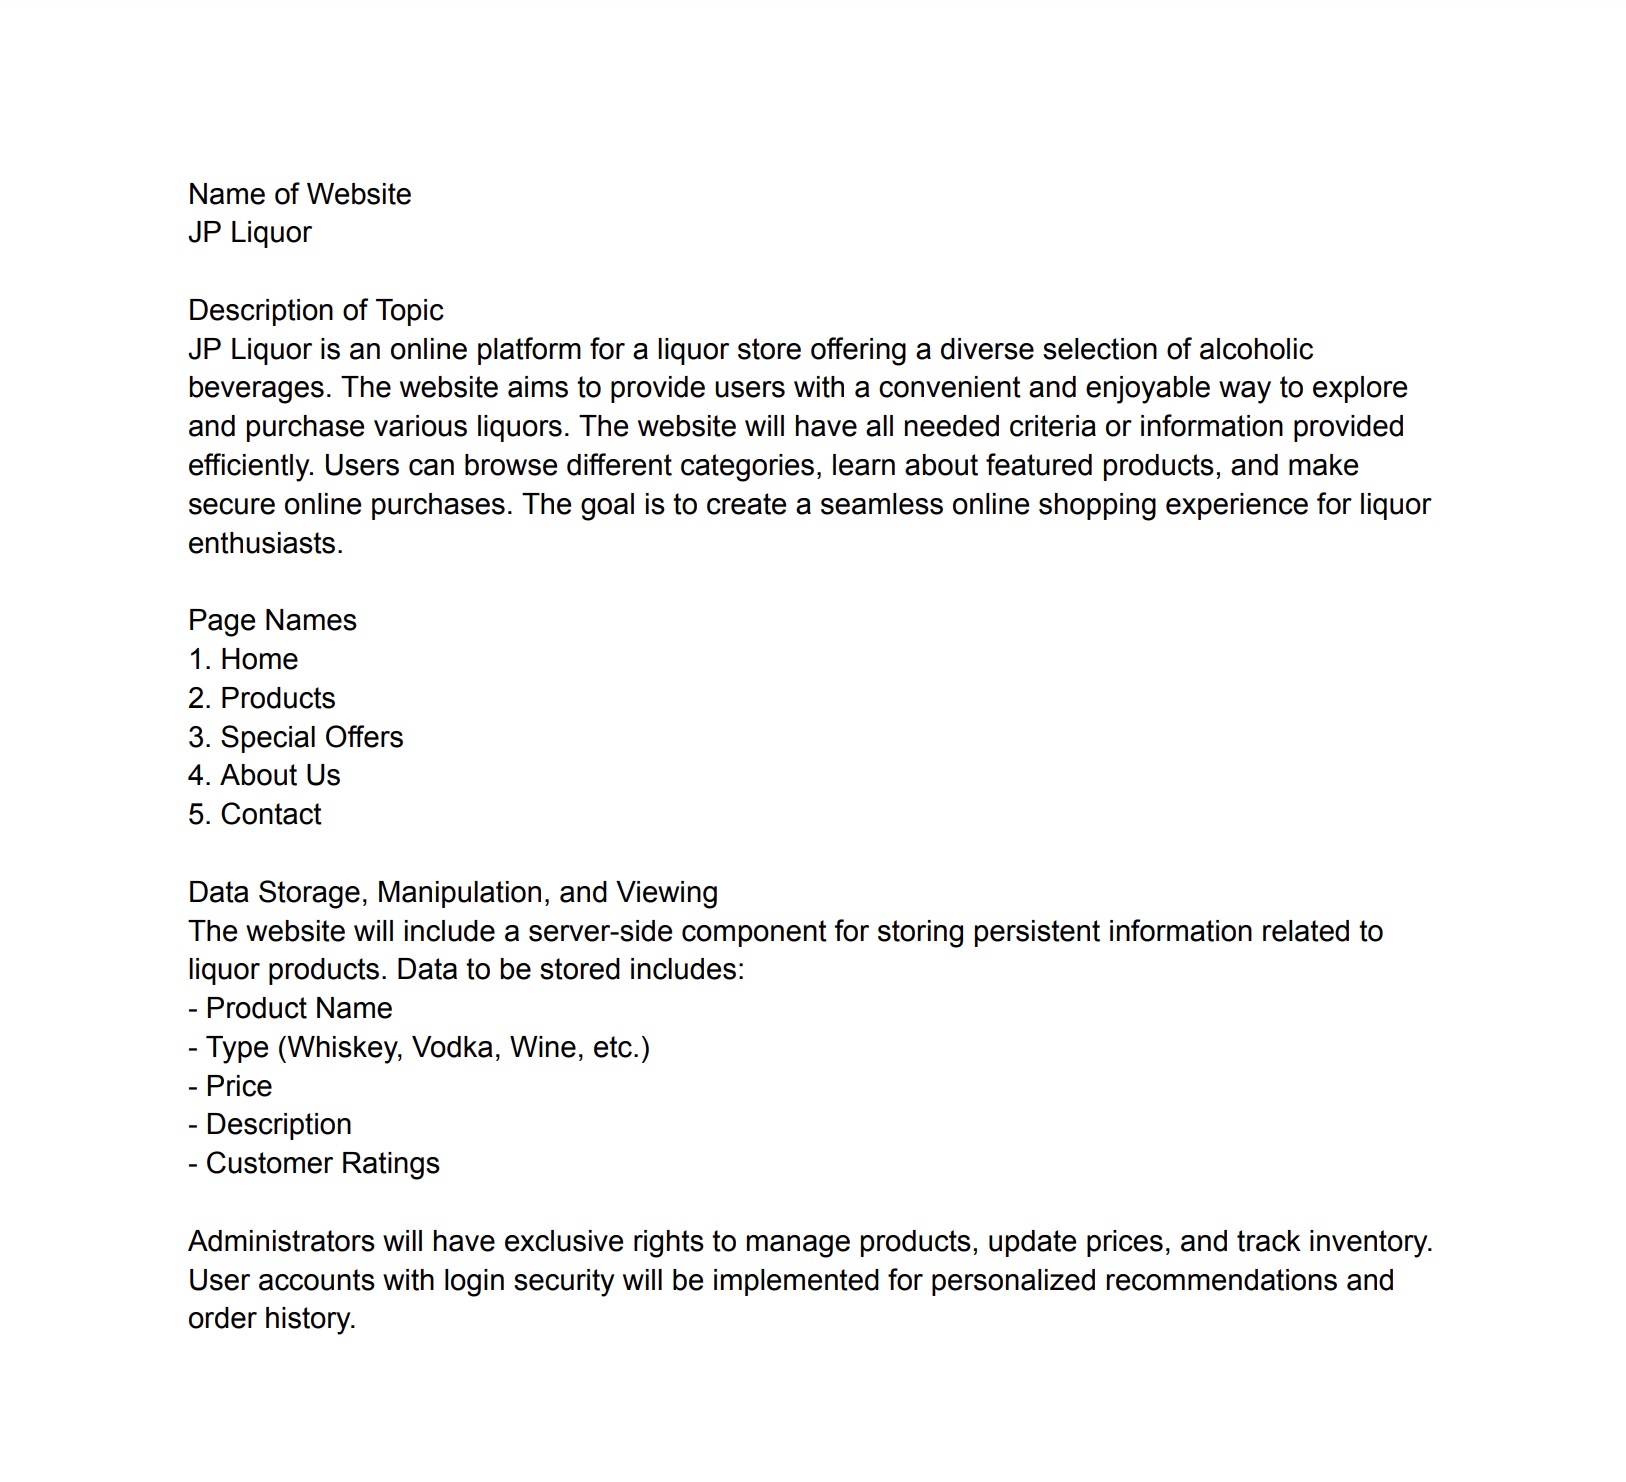 Name of Website
JP Liquor
Description of Topic
JP Liquor is an online platform for a liquor store offering a diverse selection of alcoholic
beverages. The website aims to provide users with a convenient and enjoyable way to explore
and purchase various liquors. The website will have all needed criteria or information provided
efficiently. Users can browse different categories, learn about featured products, and make
secure online purchases. The goal is to create a seamless online shopping experience for liquor
enthusiasts.
Page Names
1. Home
2. Products
3. Special Offers
4. About Us
5. Contact
Data Storage, Manipulation, and Viewing
The website will include a server-side component for storing persistent information related to
liquor products. Data to be stored includes:
- Product Name
- Type (Whiskey, Vodka, Wine, etc.)
- Price
- Description
- Customer Ratings
Administrators will have exclusive rights to manage products, update prices, and track inventory.
User accounts with login security will be implemented for personalized recommendations and
order history.